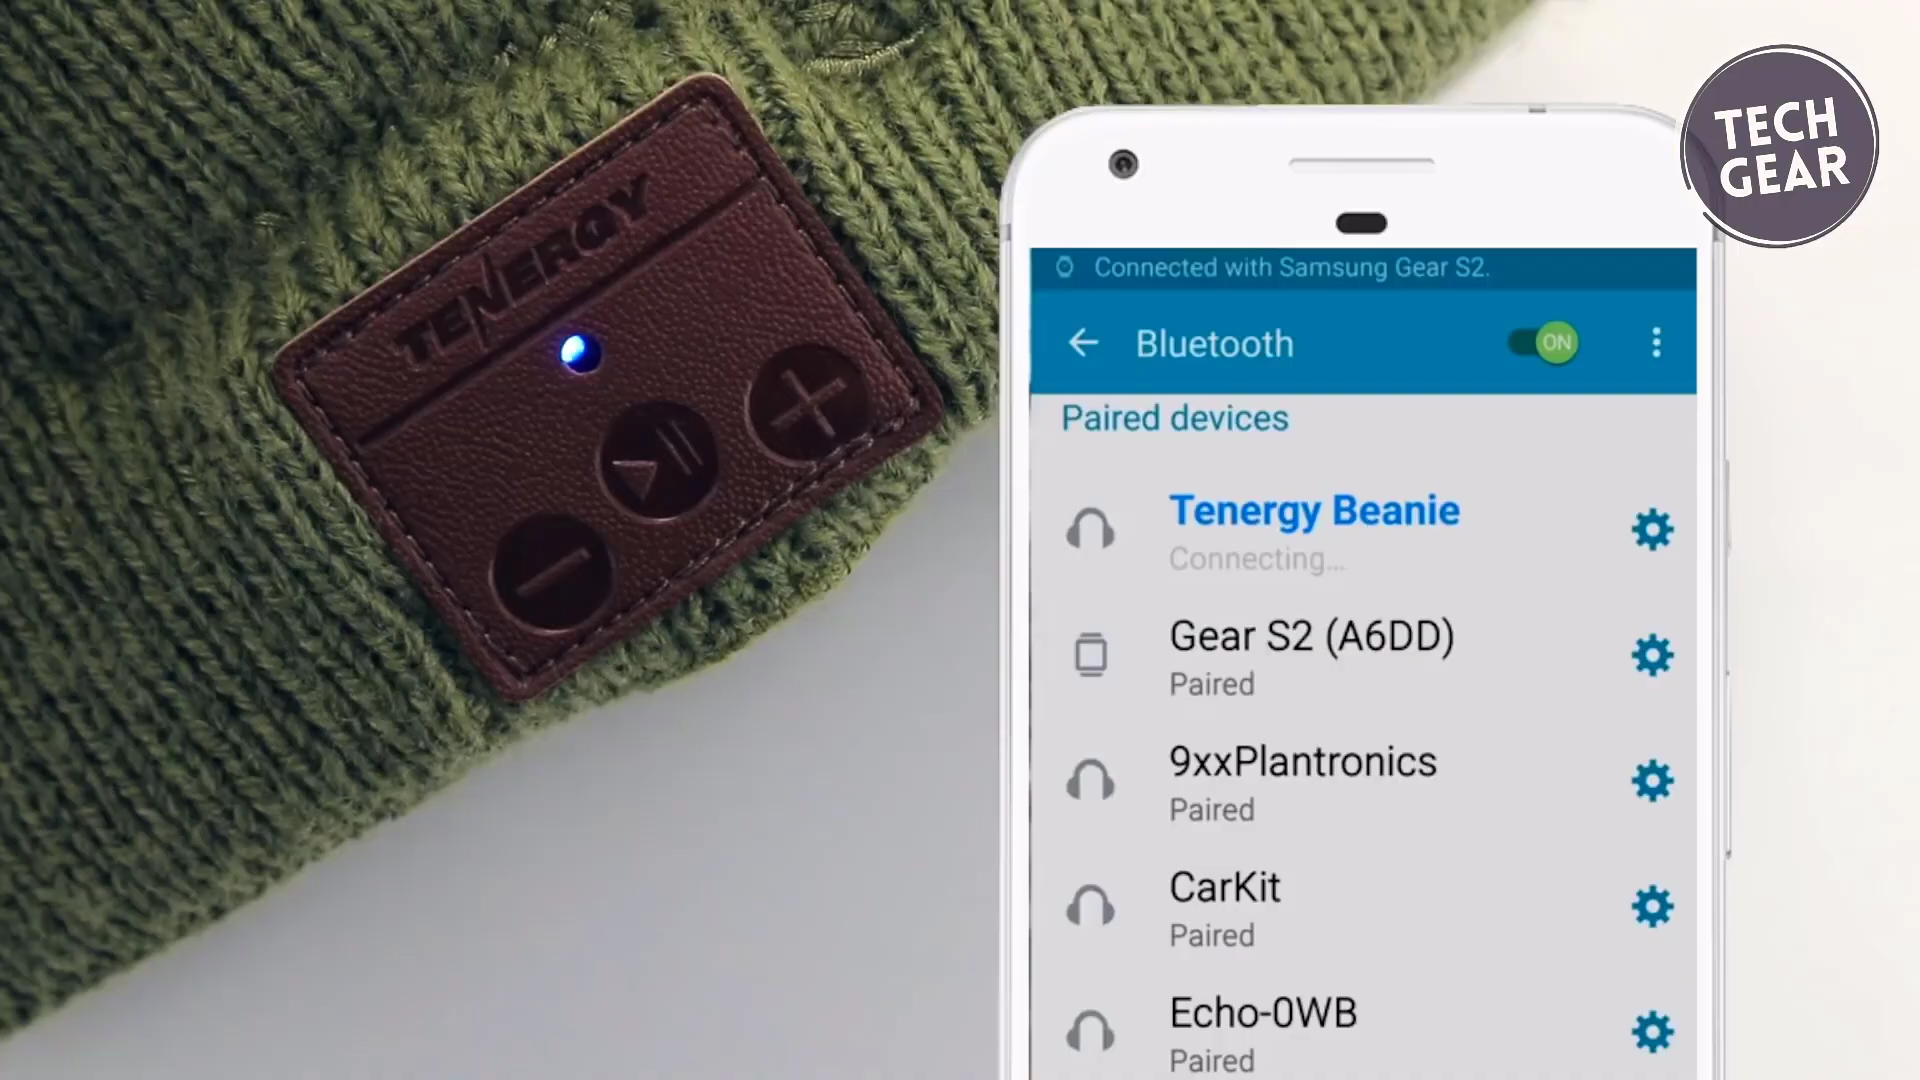 TENERGY
TECH
GEAR
Connected with Samsung Gear S2.
Bluetooth
ON
Paired devices
Tenergy Beanie
Connecting...
Gear S2 (A6DD)
Paired
9xxPlantronics
Paired
CarKit
Paired
Echo-0WB
Paired